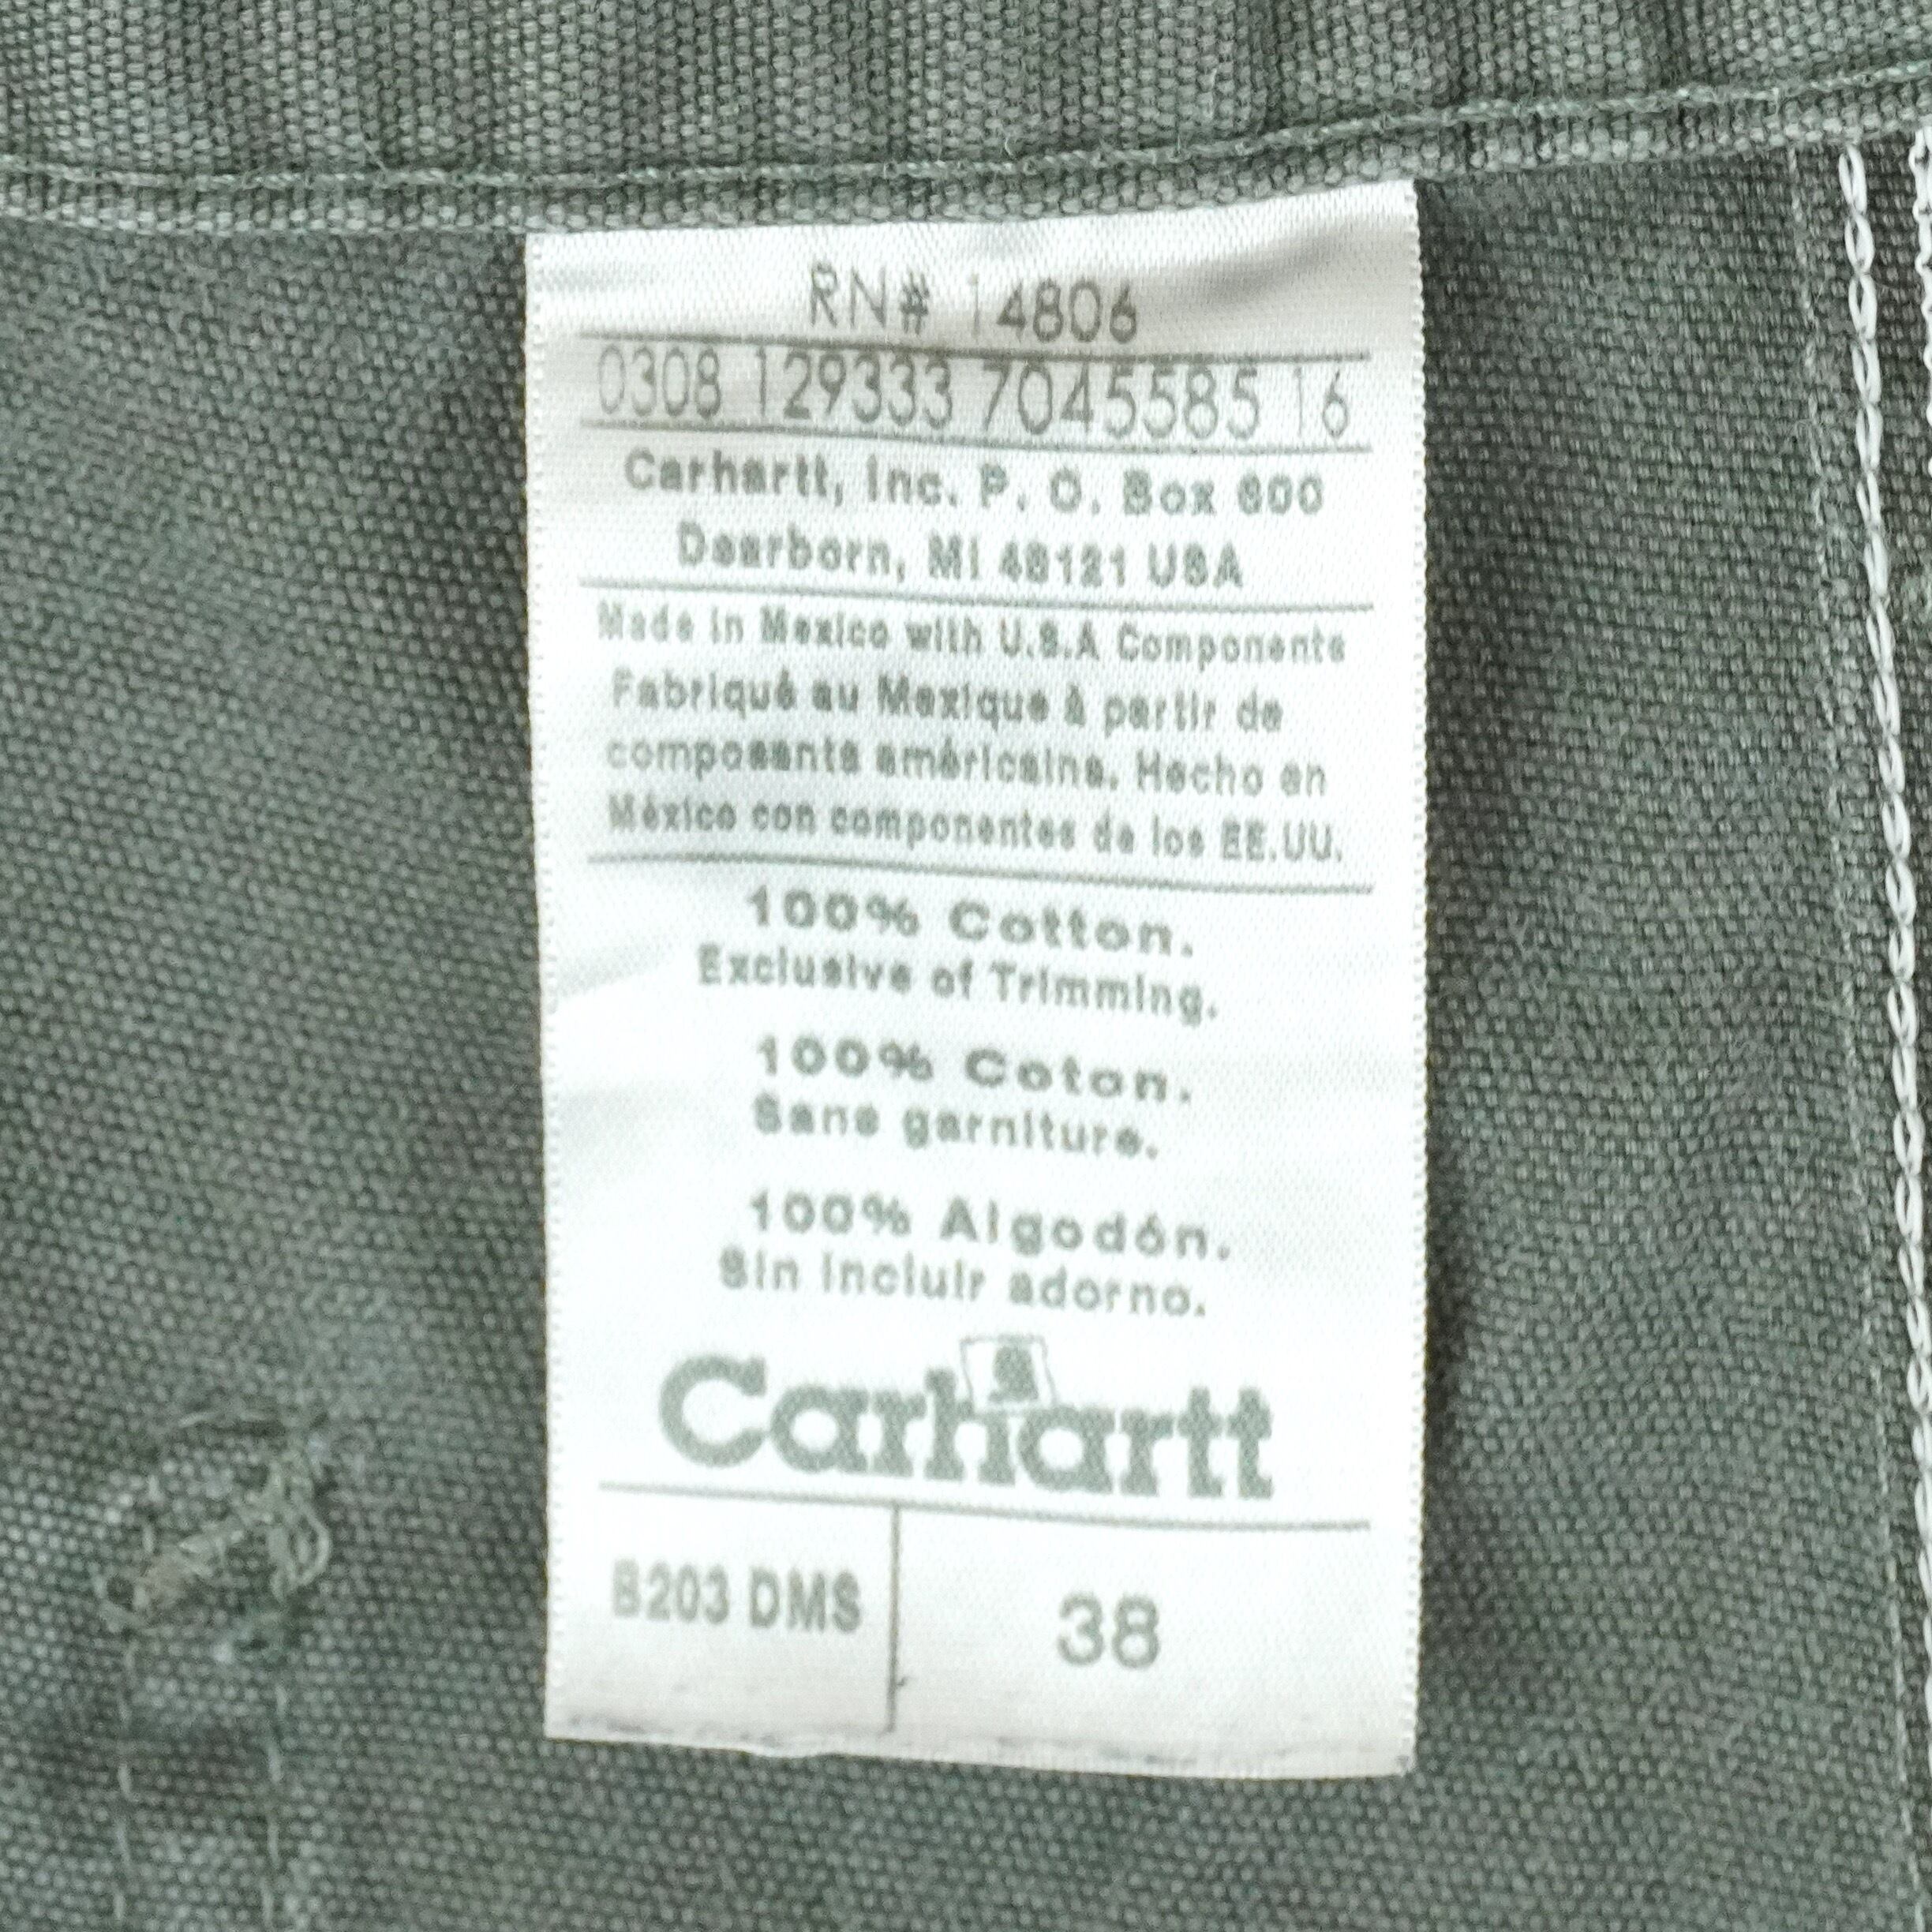 RN# 14806
0308 129333 7045585 16
Carhartt, Inc. P. O. Box 600
Dearborn, MI 48121 USA
Made in Mexico with U.S.A Components
Fabriqué au Mexique à partir de
composants américains. Hecho en
México con componentes de los EE.UU.
100% Cotton.
Exclusive of Trimming.
100% Coton.
Sans garniture.
100% Algodón.
Sin incluir adorno.
Carhartt
B203 DMS 38